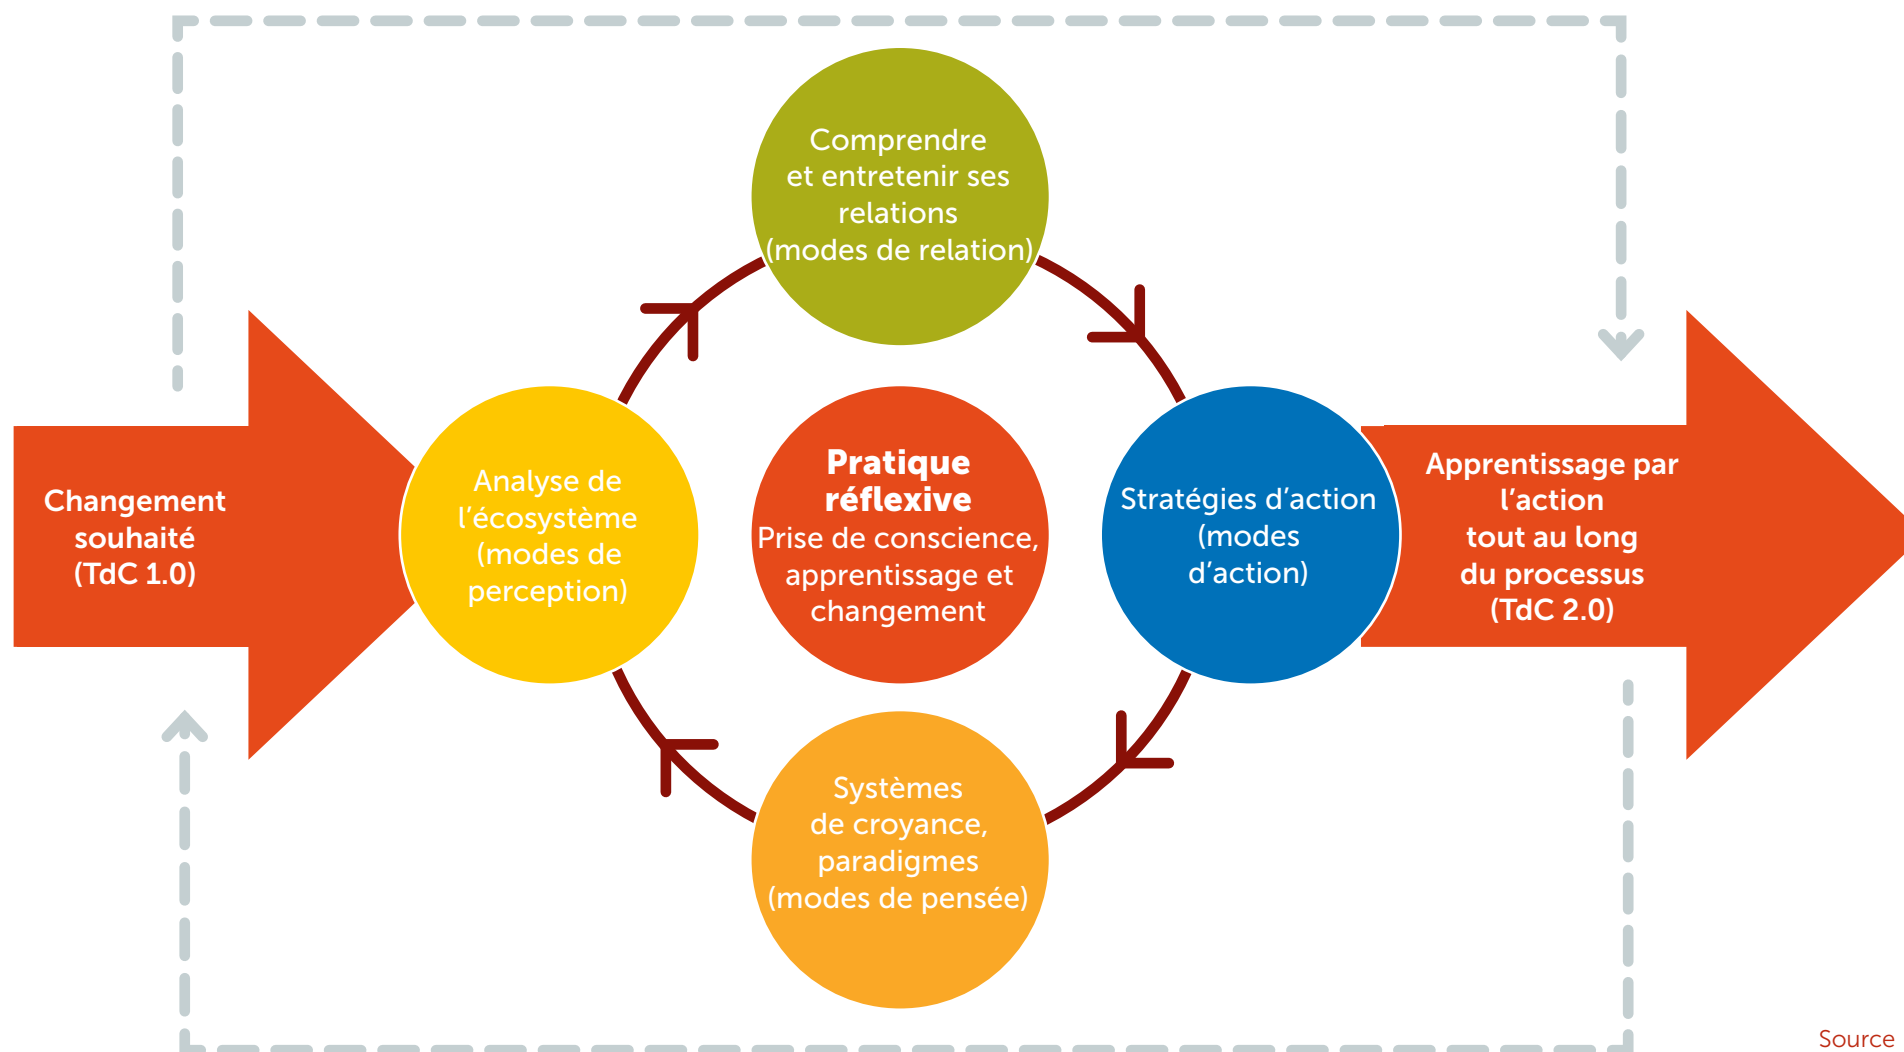 Comprendre
et entretenir ses
relations
(modes de relation)
Changement
souhaité
(TdC 1.0)
Analyse de
l‘écosystème
(modes de
perception)
Pratique
réflexive
Prise de conscience,
apprentissage et
changement
Stratégies d’action
(modes
d’action)
Apprentissage par
l’action
tout au long
du processus
(TdC 2.0)
Systèmes
de croyance,
paradigmes
(modes de pensée)
Source